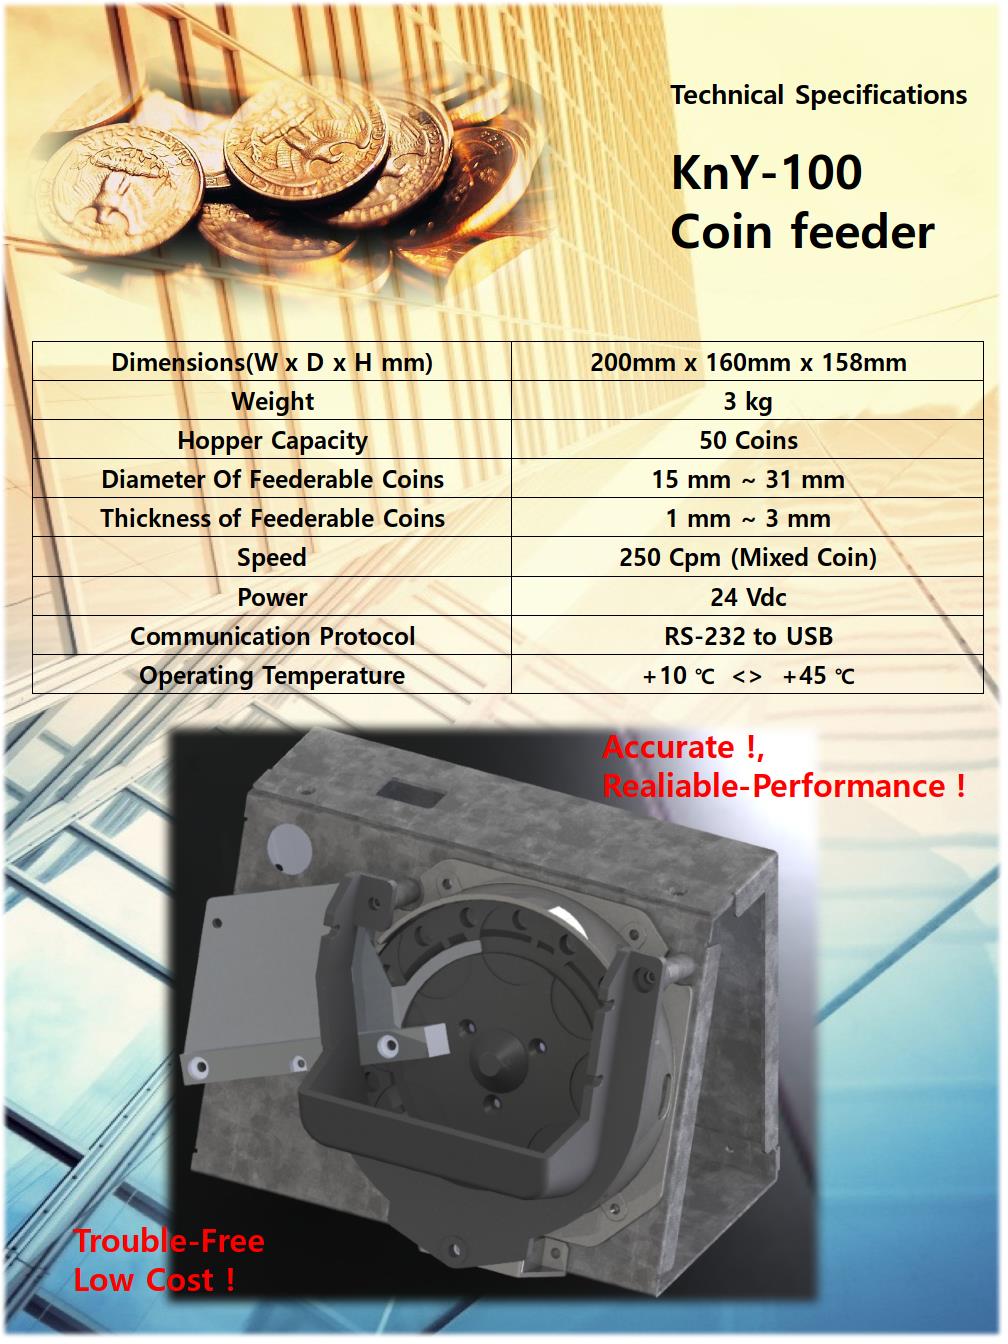 Technical Specifications
KnY-100
Coin feeder
Dimensions(W x D x H mm) 200mm x 160mm x 158mm
Weight 3 kg
Hopper Capacity 50 Coins
Diameter Of Feederable Coins 15 mm ~ 31 mm
Thickness of Feederable Coins 1 mm ~ 3 mm
Speed 250 Cpm (Mixed Coin)
Power 24 Vdc
Communication Protocol RS-232 to USB
Operating Temperature +10 ℃ <> +45 ℃
Accurate !,
Realiable-Performance !
Trouble-Free
Low Cost !